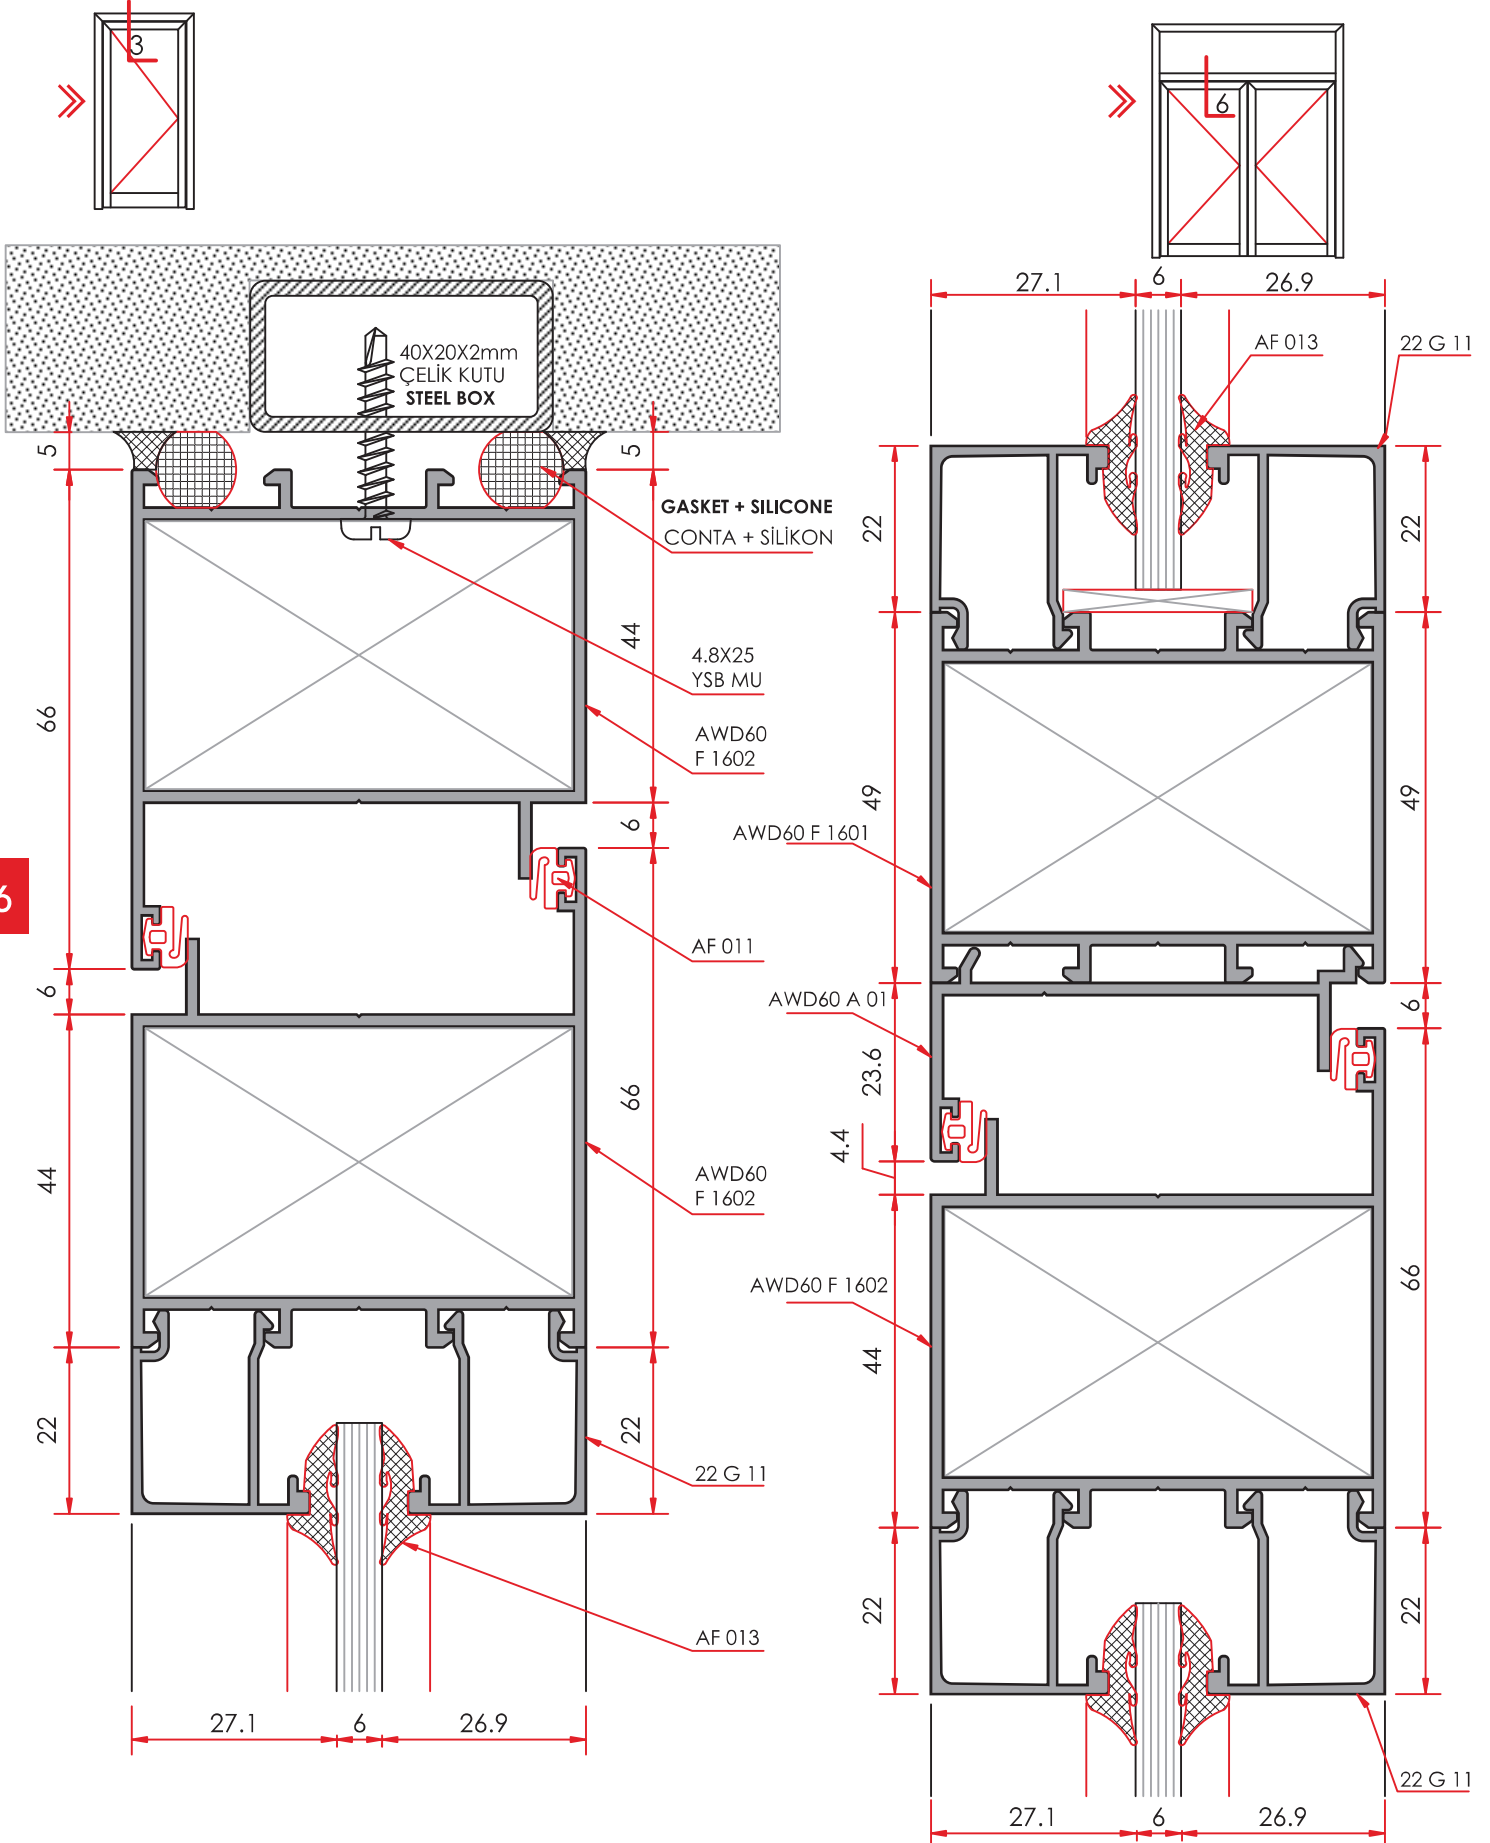 3
40X20X2mm
ÇELİK KUTU
STEEL BOX
5
5
GASKET + SILICONE
CONTA + SİLİKON
44
4.8X25
YSB MU
66
AWD60
F 1602
6
6
AF 011
6
66
44
AWD60
F 1602
22
22
22 G 11
AF 013
27.1
6
26.9
6
27.1
6
26.9
AF 013
22 G 11
22
22
49
49
AWD60 F 1601
AWD60 A 01
6
23.6
4.4
AWD60 F 1602
66
44
22
22
22 G 11
27.1
6
26.9